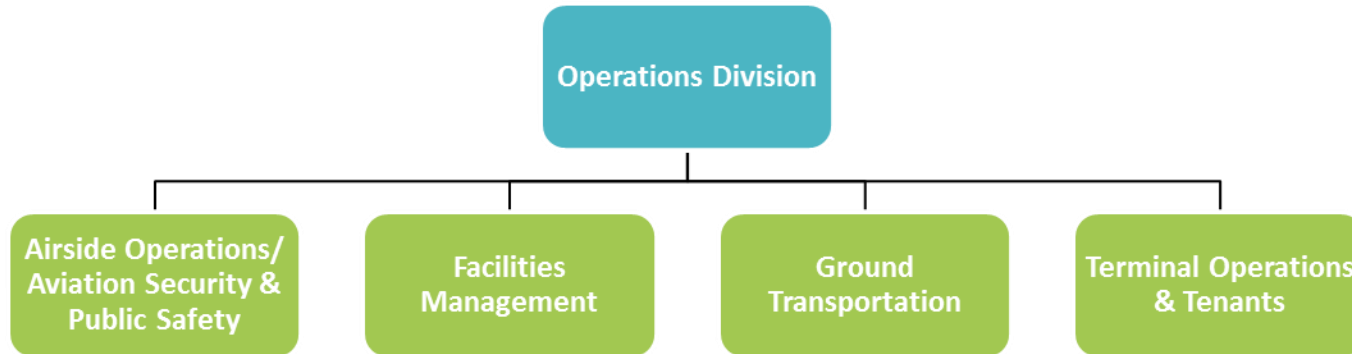 Operations Division
Airside Operations/
Aviation Security &
Public Safety
Facilities
Management
Ground
Transportation
Terminal Operations
& Tenants